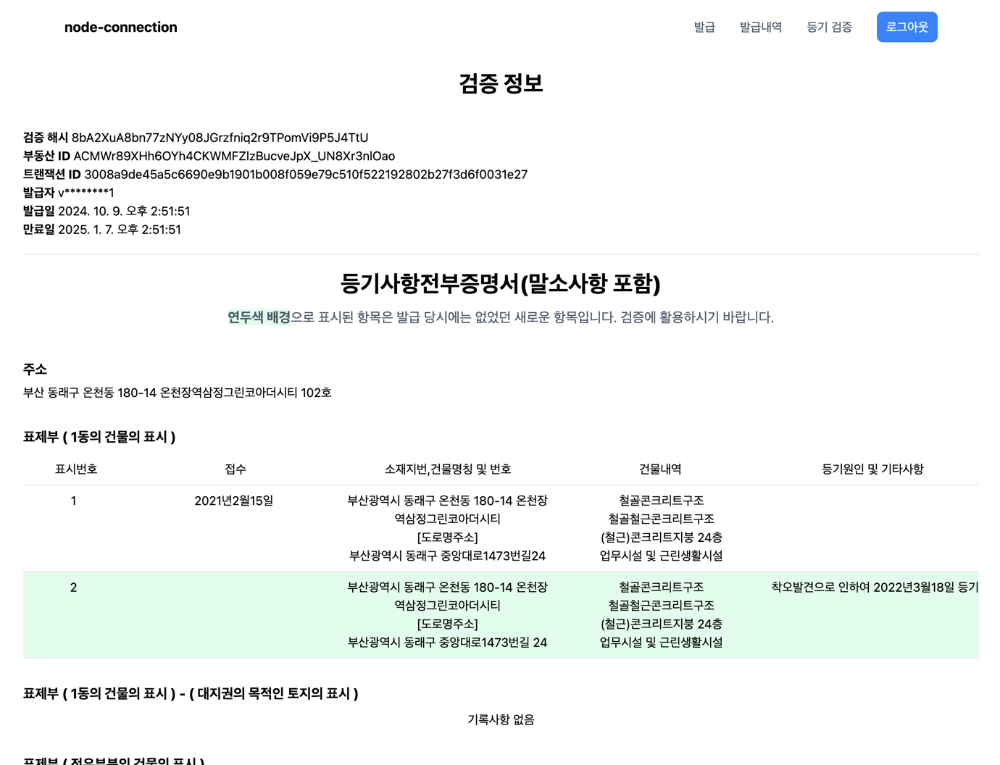 node-connection
발급
발급내역
등기 검증
로그아웃
검증 정보
검증 해시 8bA2XuA8bn77zNYy08JGrzfniq2r9TPomVi9P5J4TtU
부동산 ID ACMWr89XHh6OYh4CKWMFZlzBucveJpX_UN8Xr3nlOao
트랜잭션 ID 3008a9de45a5c6690e9b1901b008f059e79c510f522192802b27f3d6f0031e27
발급자 v********1
발급일 2024. 10. 9. 오후 2:51:51
만료일 2025. 1. 7. 오후 2:51:51
등기사항전부증명서(말소사항 포함)
연두색 배경으로 표시된 항목은 발급 당시에는 없었던 새로운 항목입니다. 검증에 활용하시기 바랍니다.
주소
부산 동래구 온천동 180-14 온천장역삼정그린코아더시티 102호
표제부 ( 1동의 건물의 표시 )
표시번호 접수 소재지번,건물명칭 및 번호 건물내역 등기원인 및 기타사항
1 2021년2월15일 부산광역시 동래구 온천동 180-14 온천장 철골콘크리트구조
역삼정그린코아더시티 철골철근콘크리트구조
[도로명주소] (철근)콘크리트지붕 24층
부산광역시 동래구 중앙대로1473번길24 업무시설 및 근린생활시설
2 부산광역시 동래구 온천동 180-14 온천장 철골콘크리트구조 착오발견으로 인하여 2022년3월18일 등기
역삼정그린코아더시티 철골철근콘크리트구조
[도로명주소] (철근)콘크리트지붕 24층
부산광역시 동래구 중앙대로1473번길 24 업무시설 및 근린생활시설
표제부 ( 1동의 건물의 표시 ) - ( 대지권의 목적인 토지의 표시 )
기록사항 없음
표제부 ( 전유부분의 건물의 표시 )